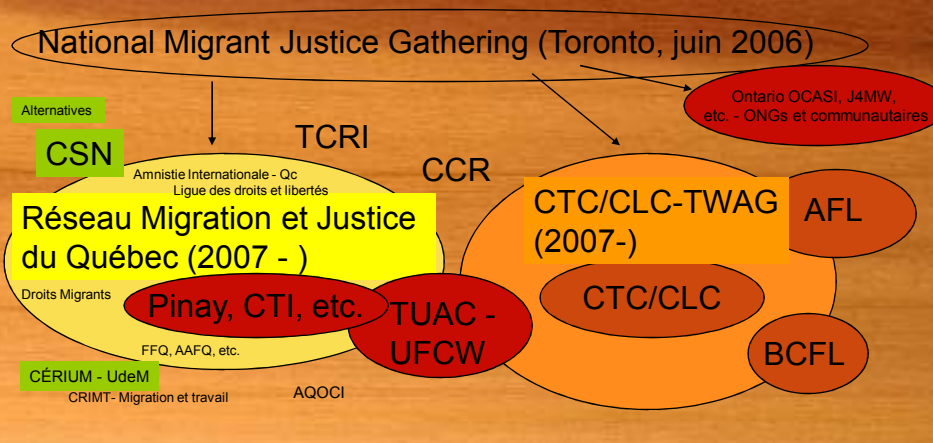 National Migrant Justice Gathering (Toronto, juin 2006)
Ontario OCASI, J4MW,
etc. - ONGs et communautaires
Alternatives
CSN
TCRI
CCR
Amnistie Internationale - Qc
Ligue des droits et libertés
Réseau Migration et Justice
du Québec (2007 - )
Droits Migrants
Pinay, CTI, etc.
TUAC -
UFCW
FFQ, AAFQ, etc.
CÉRIUM - UdeM
CRIMT- Migration et travail
AQOCI
CTC/CLC-TWAG
(2007-)
AFL
CTC/CLC
BCFL